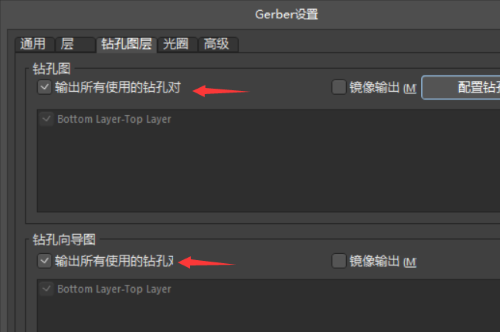 Gerber设置
通用 层 钻孔图层 光圈 高级
钻孔图
输出所有使用的钻孔对 镜像输出 (M 配置钻
Bottom Layer-Top Layer
钻孔向导图
输出所有使用的钻孔 镜像输出 (M
Bottom Layer-Top Layer